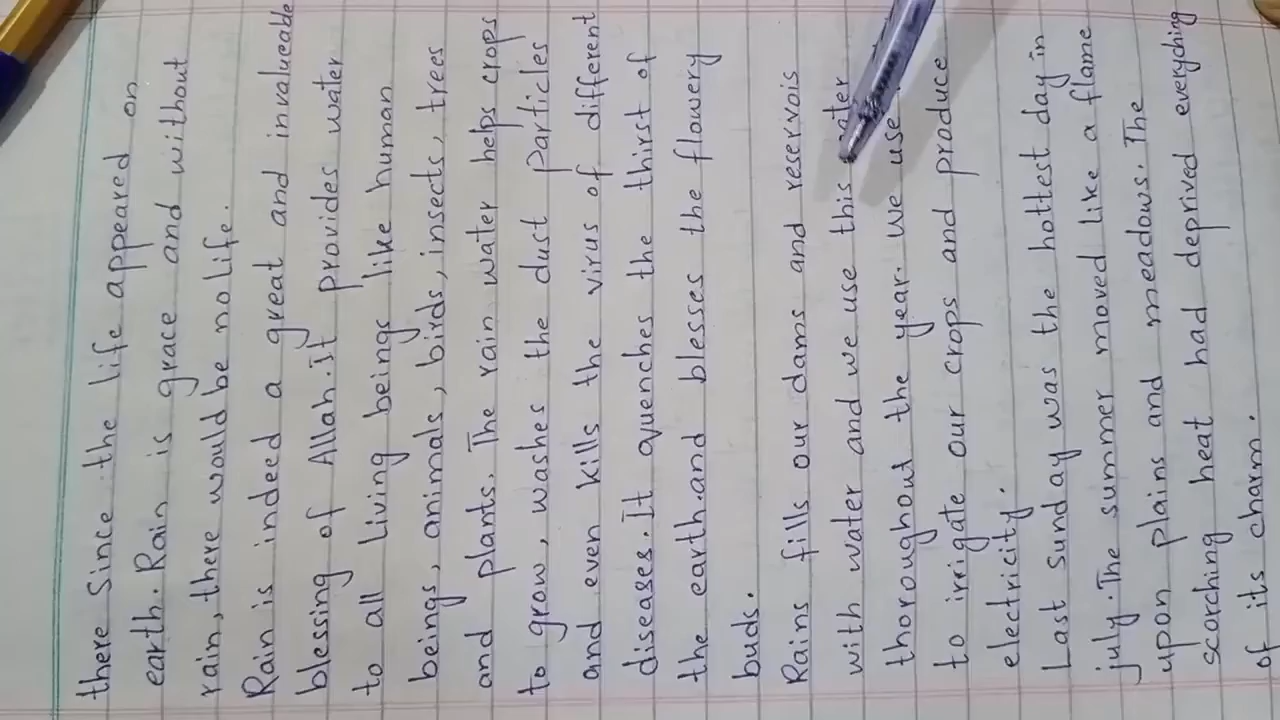 there Since the life appeared on
earth. Rain is grace and without
rain, there would be no life.
Rain is indeed a great and invalueable
blessing of Allah. It provides water
to all living beings like human
beings, animals, birds, insects, trees
and plants. The rain water helps crops
to grow, washes the dust particles
and even kills the virus of different
diseases. It quenches the thirst of
the earth.and blesses the flowery
buds.
Rains fills our dams and reservois
with water and we use this
thoroughout the year. We use
to irrigate our crops and produce
electricity.
Last sunday was the hottest day in
july. The summer moved like a flame
upon plains and meadows. The
scorching heat had deprived everyching
of its charm.